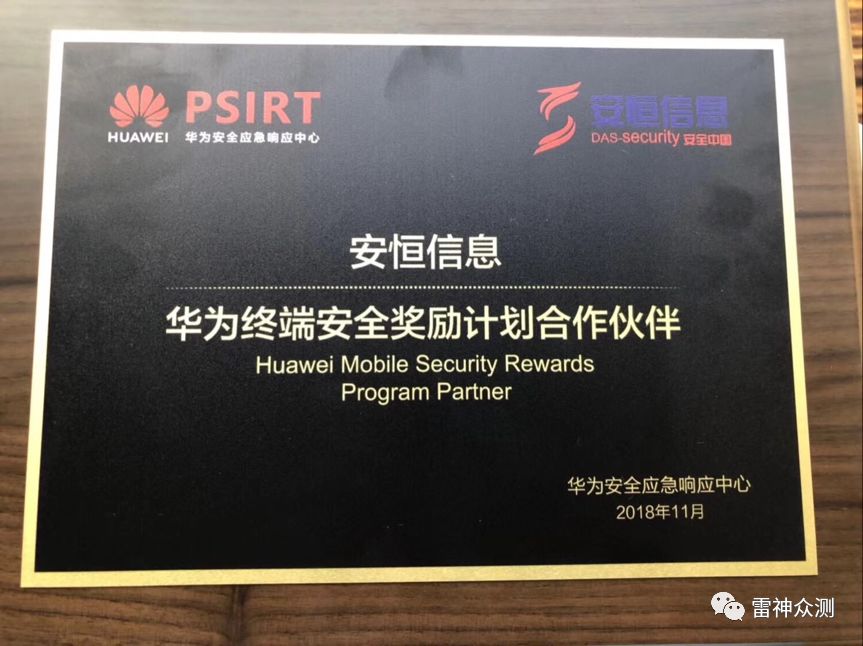 HUAWEI
PSIRT
华为安全应急响应中心
安恒信息
DAS-security 安全中国
安恒信息
华为终端安全奖励计划合作伙伴
Huawei Mobile Security Rewards
Program Partner
华为安全应急响应中心
2018年11月
雷神众测